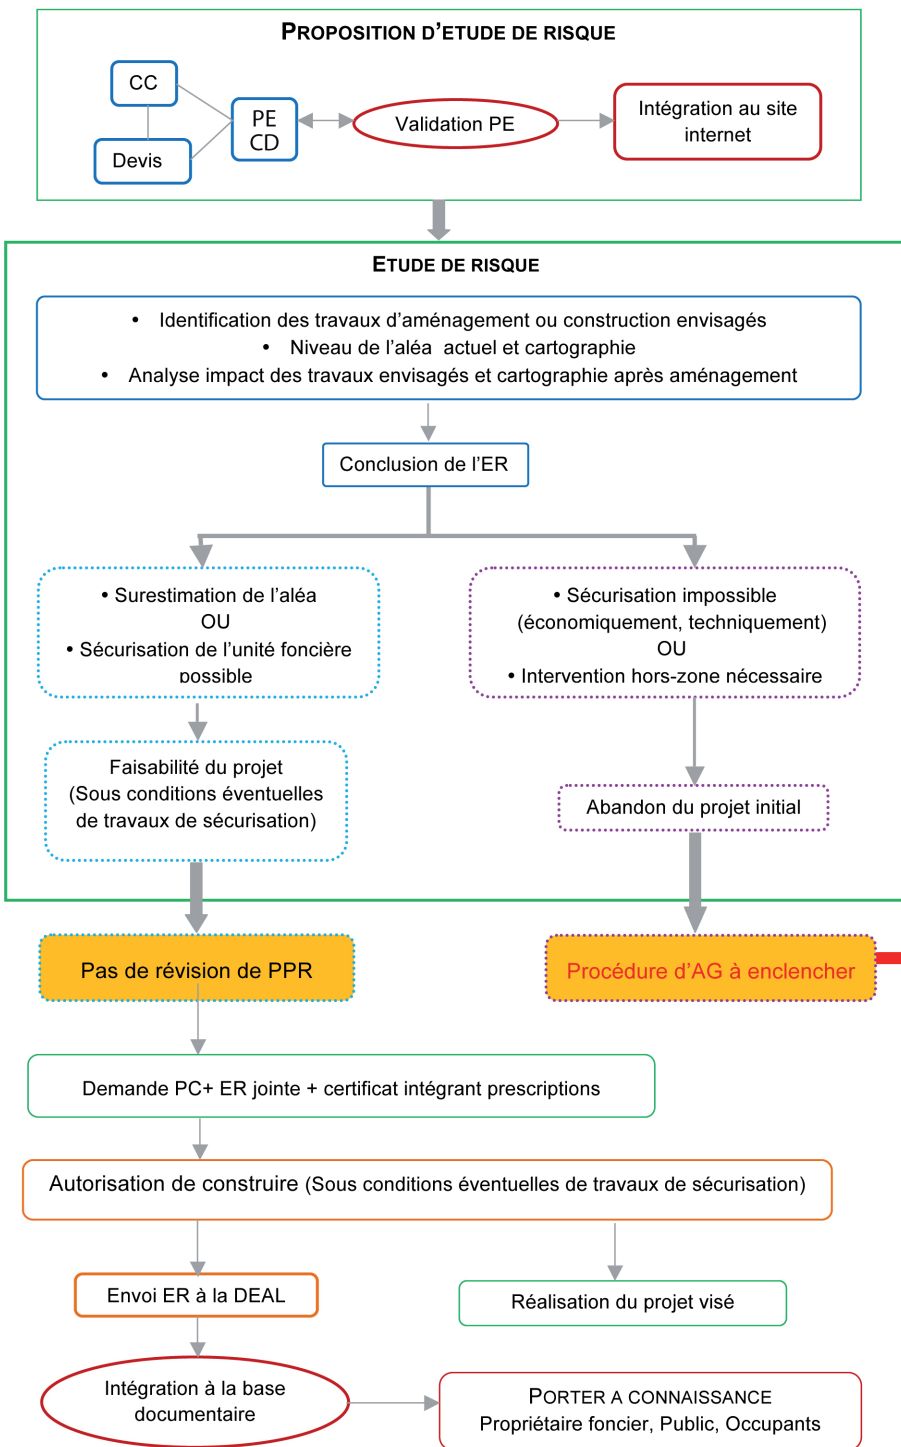 PROPOSITION D'ETUDE DE RISQUE
CC
Devis
PE
CD
Validation PE
Intégration au site
internet
ETUDE DE RISQUE
• Identification des travaux d'aménagement ou construction envisagés
• Niveau de l'aléa actuel et cartographie
• Analyse impact des travaux envisagés et cartographie après aménagement
Conclusion de l'ER
• Surestimation de l'aléa
OU
• Sécurisation de l'unité foncière
possible
• Sécurisation impossible
(économiquement, techniquement)
OU
• Intervention hors-zone nécessaire
Faisabilité du projet
(Sous conditions éventuelles
de travaux de sécurisation)
Abandon du projet initial
Pas de révision de PPR
Procédure d'AG à enclencher
Demande PC+ ER jointe + certificat intégrant prescriptions
Autorisation de construire (Sous conditions éventuelles de travaux de sécurisation)
Envoi ER à la DEAL
Réalisation du projet visé
Intégration à la base
documentaire
PORTER A CONNAISSANCE
Propriétaire foncier, Public, Occupants